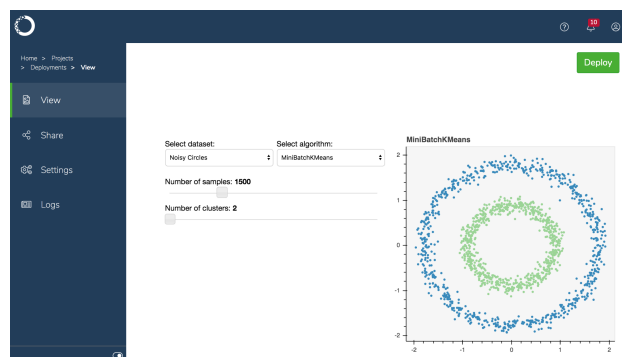 10
Home > Projects
> Deployments > View
Deploy
View
Share
Settings
Logs
Select dataset:
Select algorithm:
Noisy Circles
MiniBatchKMeans
Number of samples: 1500
Number of clusters: 2
MiniBatchKMeans
2
1
0
-1
-2
-2
-1
0
1
2